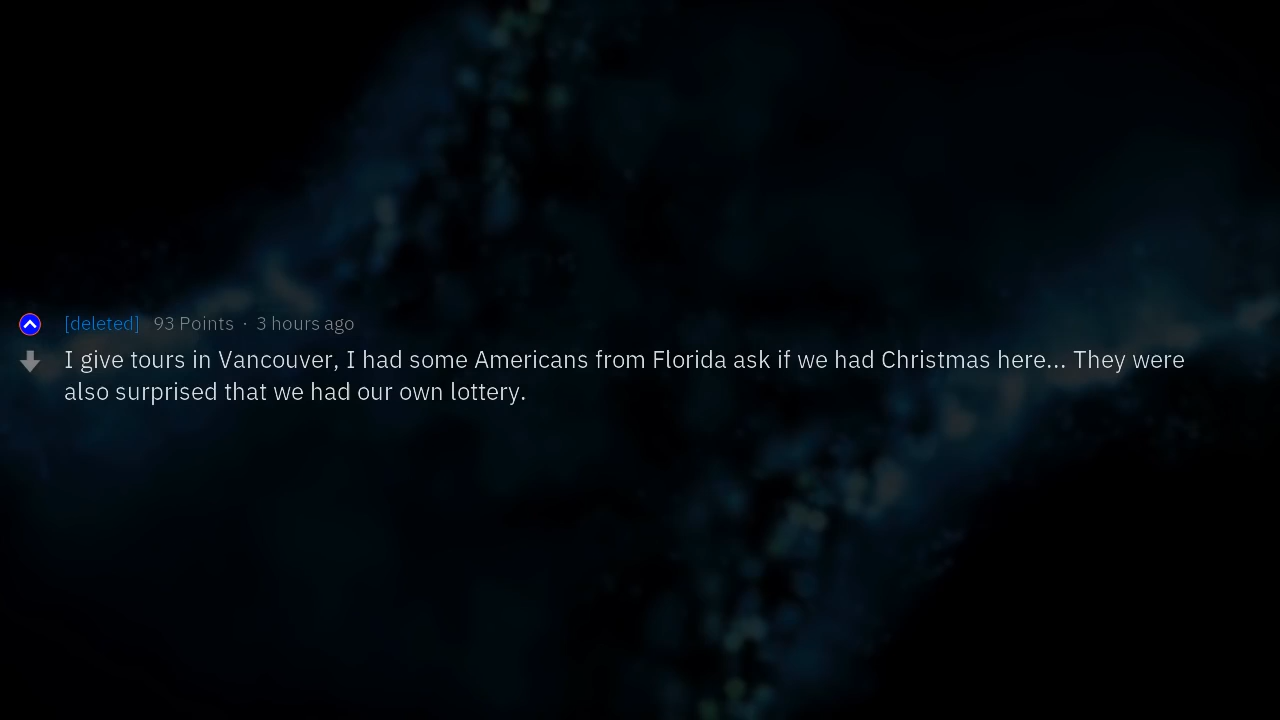 [deleted] 93 Points · 3 hours ago
I give tours in Vancouver, I had some Americans from Florida ask if we had Christmas here... They were
also surprised that we had our own lottery.